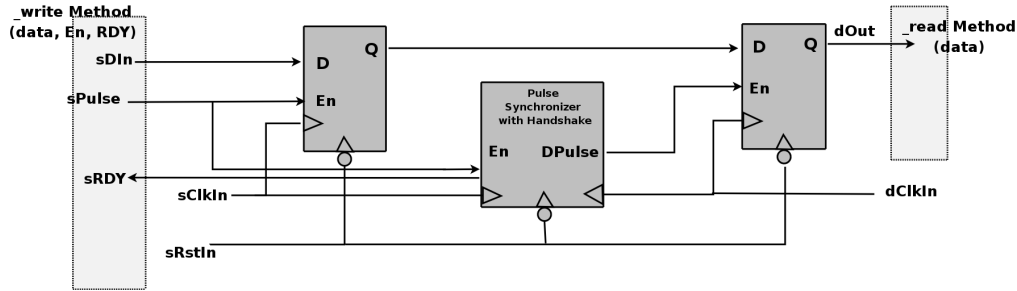 _write Method
(data, En, RDY)
sDIn
sPulse
sRDY
sClkIn
sRstIn
D
Q
En
Pulse
Synchronizer
with Handshake
En
DPulse
D
Q
En
dOut
_read Method
(data)
dClkIn